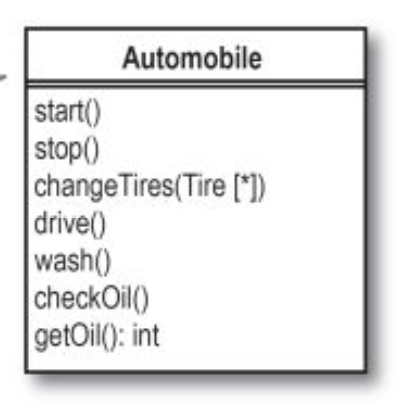 Automobile
start()
stop()
changeTires(Tire [*])
drive()
wash()
checkOil()
getOil(): int